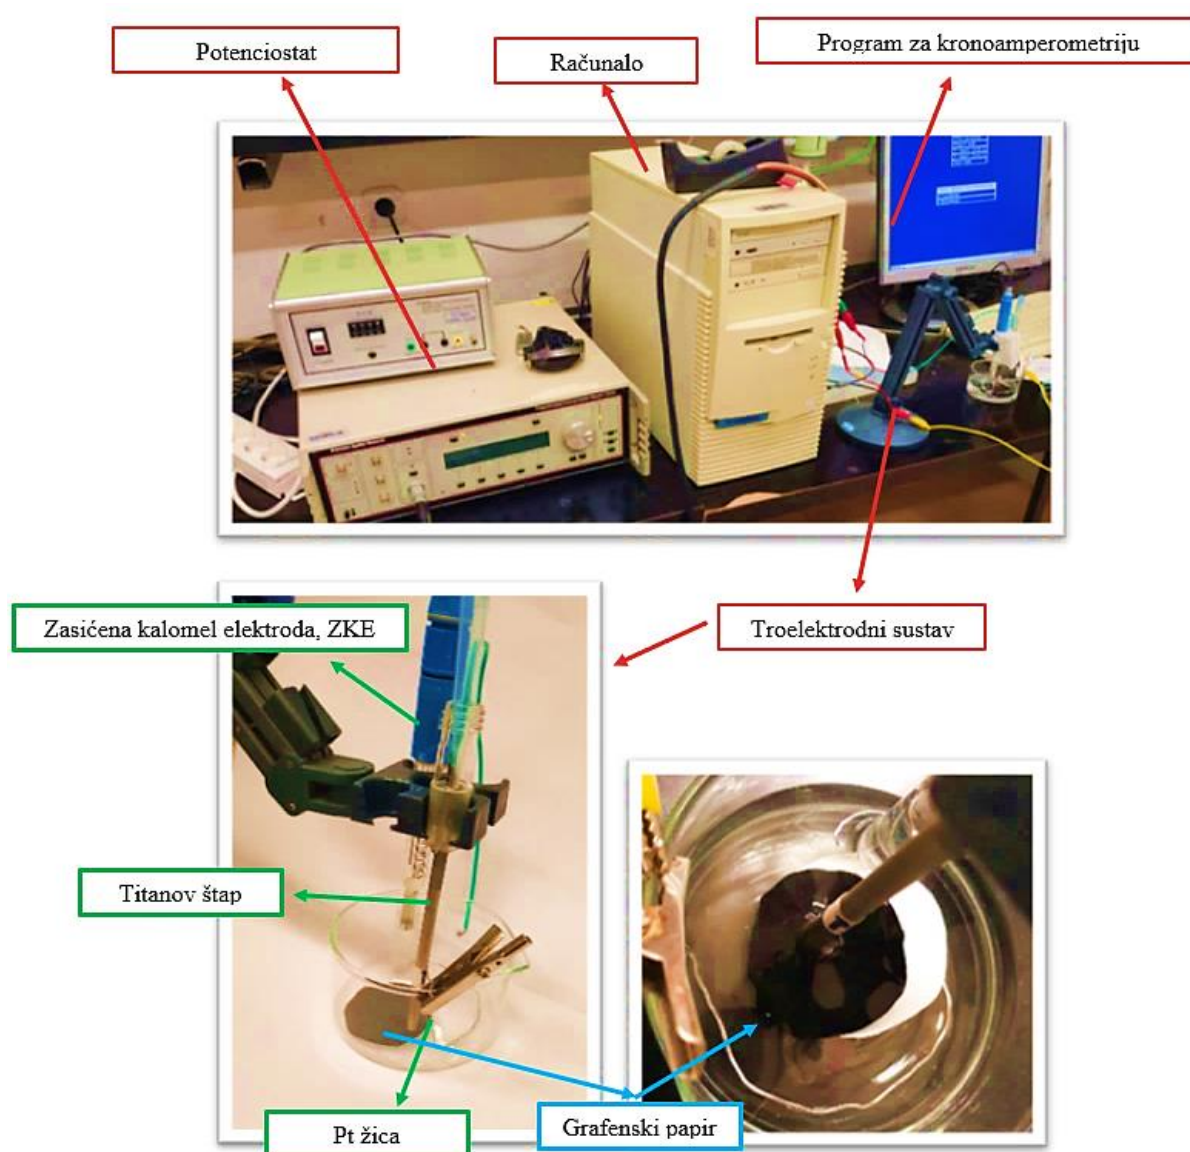 Potenciostat
Računalo
Program za kronoamperometriju
Zasićena kalomel elektroda, ZKE
Troelektrodni sustav
Titanov štap
Pt žica
Grafenski papir